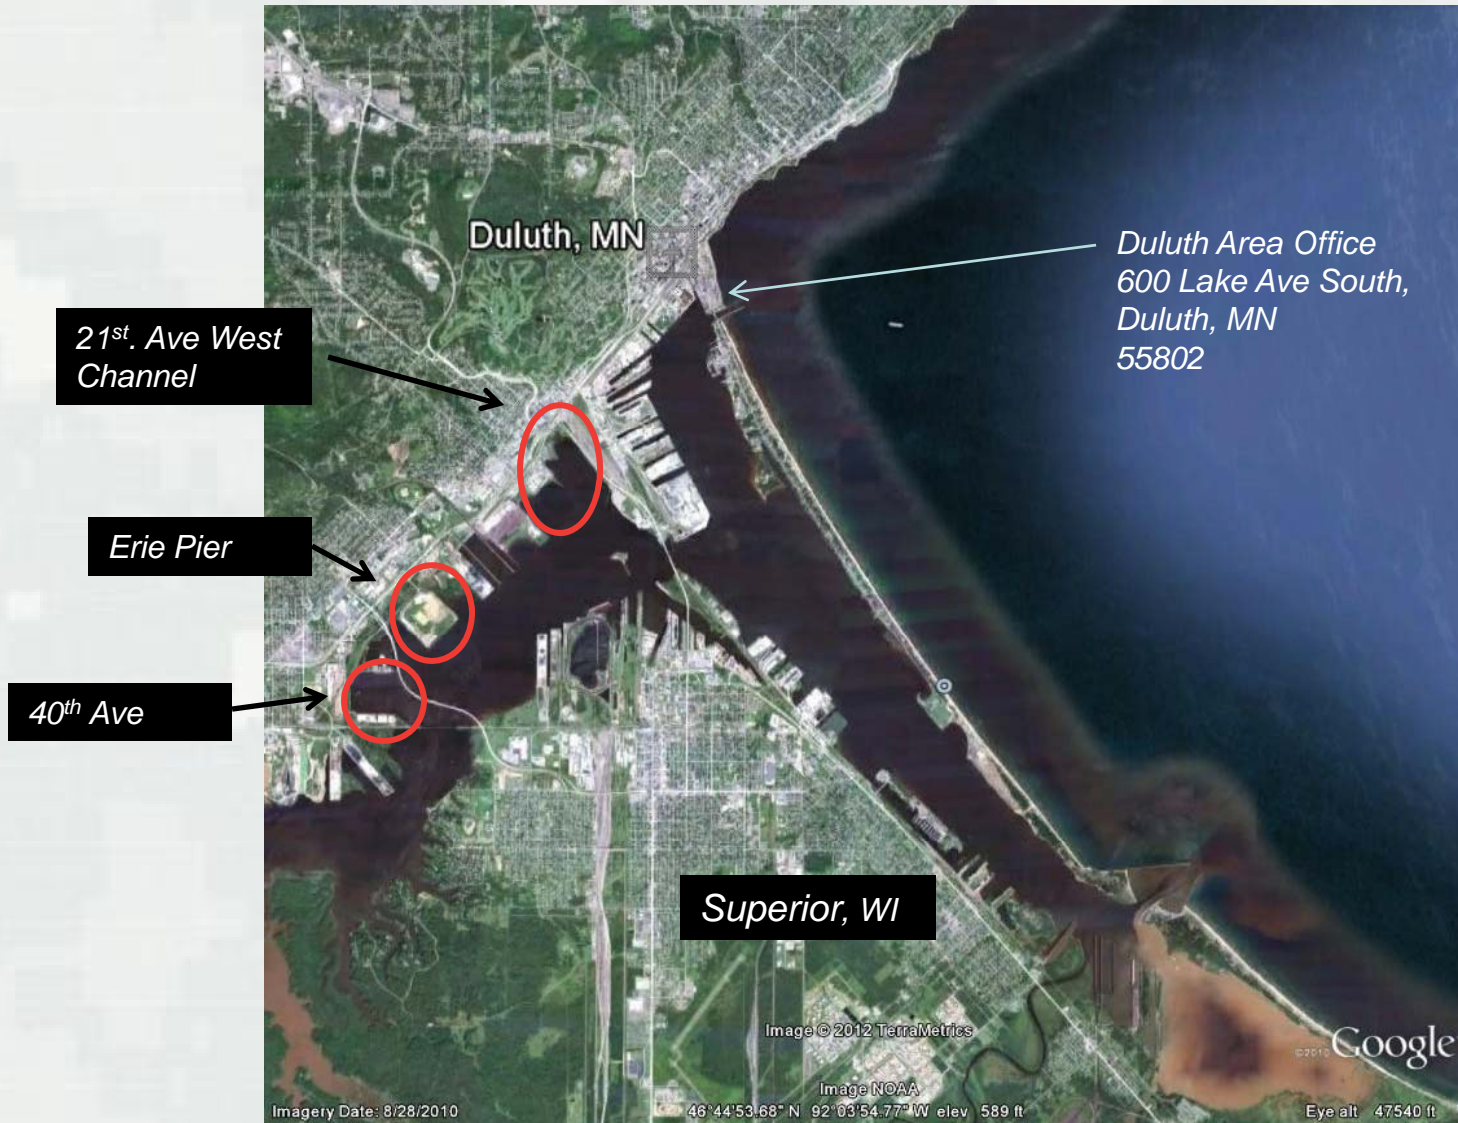 Duluth, MN
Duluth Area Office
600 Lake Ave South,
Duluth, MN
55802
21st. Ave West
Channel
Erie Pier
40th Ave
Superior, WI
Image © 2012 TerraMetrics
©2010 Google
Image NOAA
Imagery Date: 8/28/2010
46°44'53.68" N 92°03'54.77" W elev 589 ft
Eye alt 47540 ft